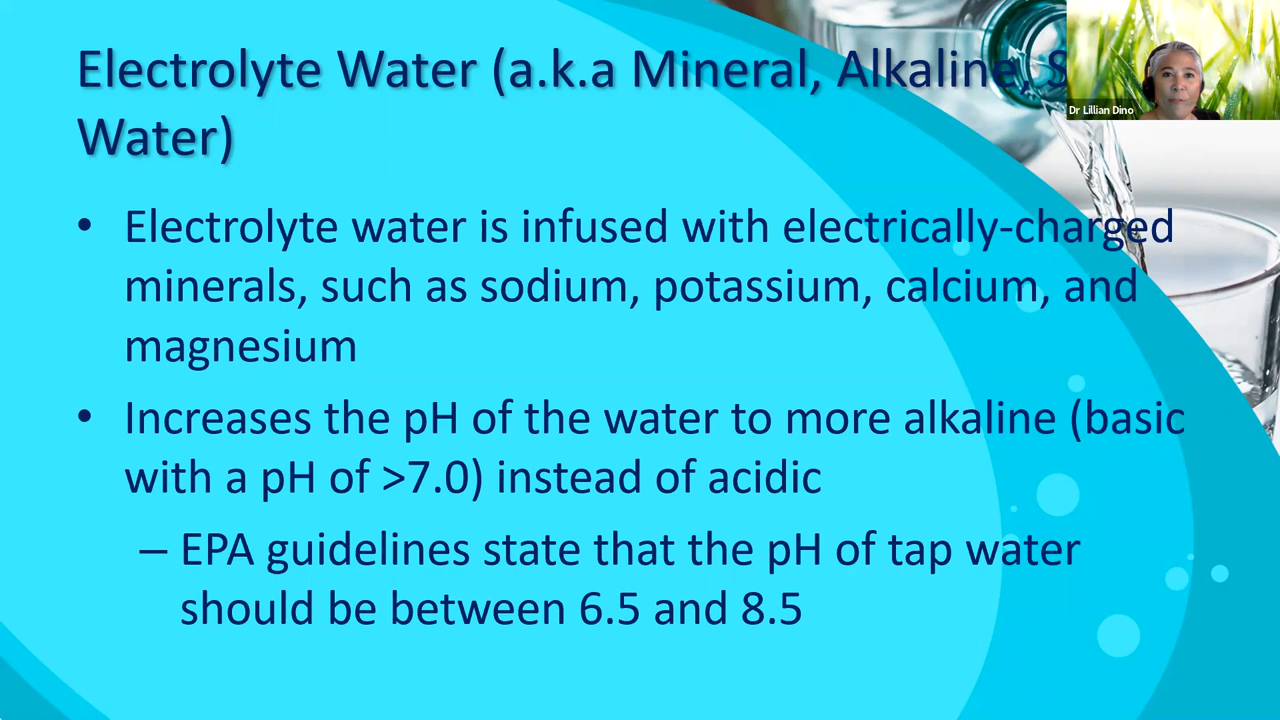 Electrolyte Water (a.k.a Mineral, Alkaline,
Water)
• Electrolyte water is infused with electrically-charged
minerals, such as sodium, potassium, calcium, and
magnesium
• Increases the pH of the water to more alkaline (basic
with a pH of >7.0) instead of acidic
– EPA guidelines state that the pH of tap water
should be between 6.5 and 8.5
Dr Lillian Dino